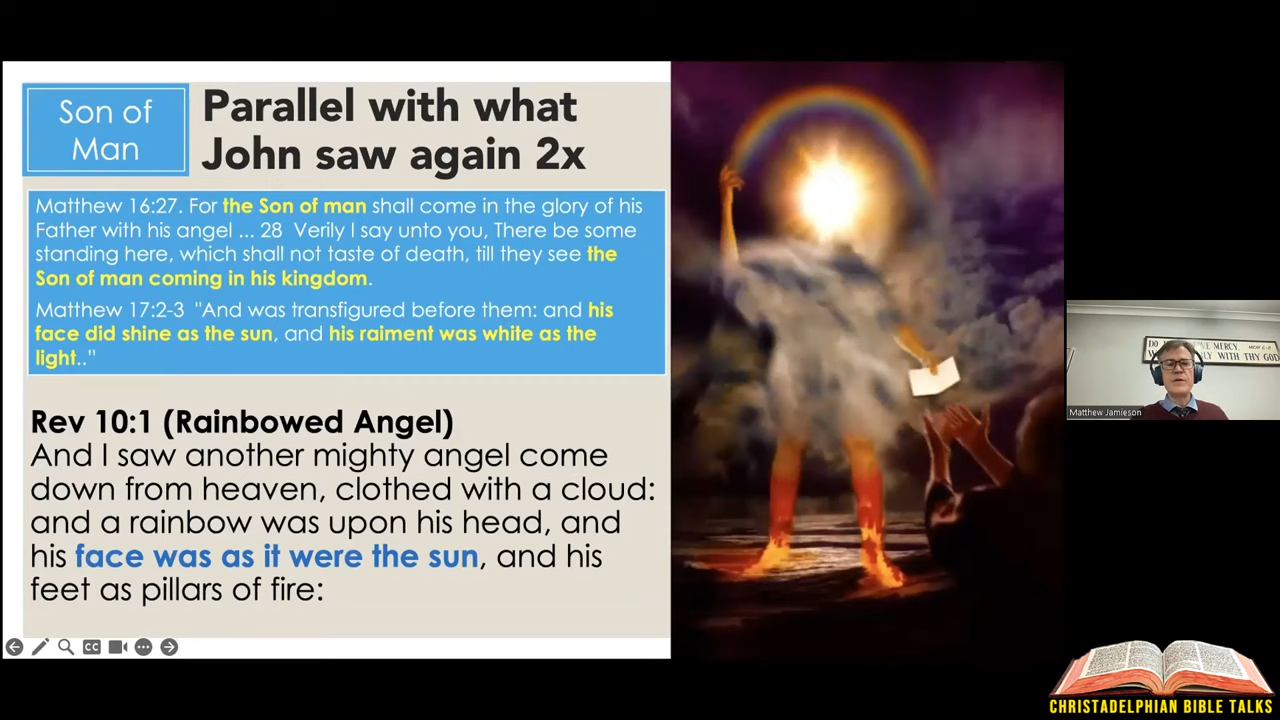 Son of
Man
Parallel with what
John saw again 2x
Matthew 16:27. For the Son of man shall come in the glory of his
Father with his angel ... 28  Verily I say unto you, There be some
standing here, which shall not taste of death, till they see the
Son of man coming in his kingdom.
Matthew 17:2-3  "And was transfigured before them: and his
face did shine as the sun, and his raiment was white as the
light.."
Rev 10:1 (Rainbowed Angel)
And I saw another mighty angel come
down from heaven, clothed with a cloud:
and a rainbow was upon his head, and
his face was as it were the sun, and his
feet as pillars of fire:
CC
MERCY.
WITH THY GOD
Matthew Jamieson
CHRISTADELPHIAN BIBLE TALKS